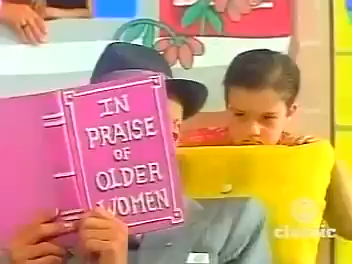 IN
PRAISE
OF
OLDER
WOMEN
classic